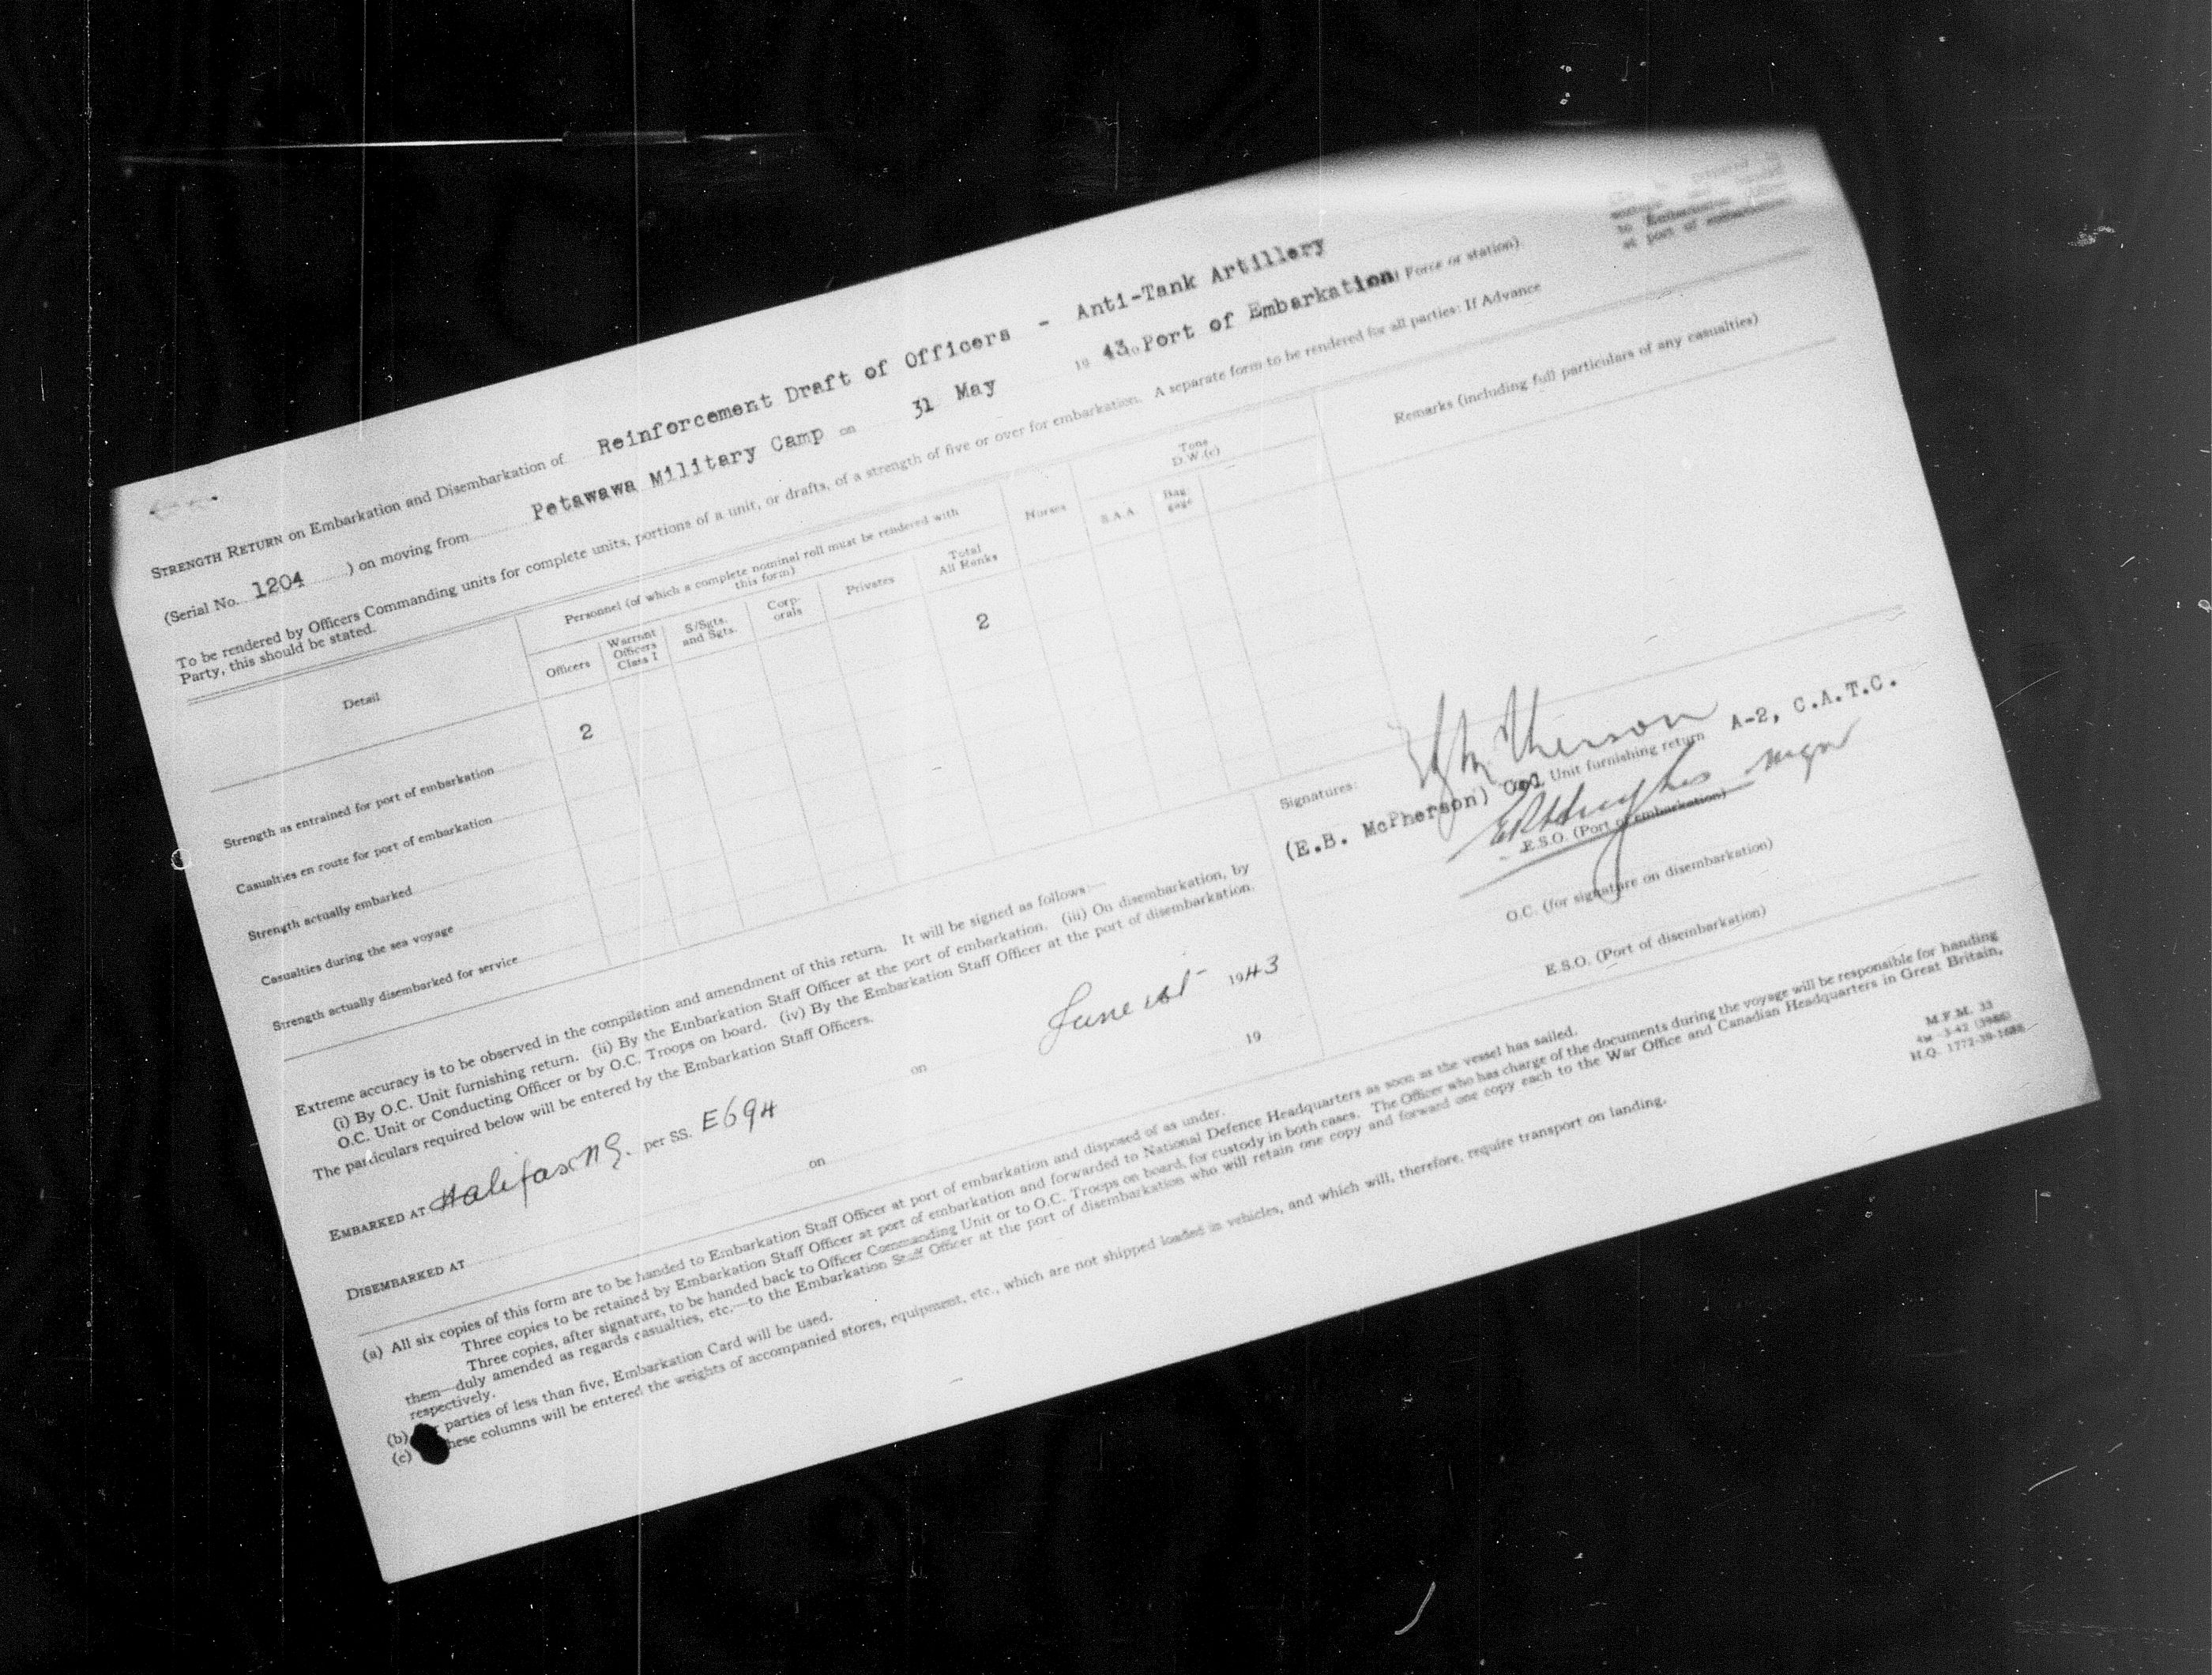 to Embarkation
at port of embarkation
STRENGTH RETURN on Embarkation and Disembarkation of Reinforcement Draft of Officers - Anti-Tank Artillery
(Serial No. 1204 ) on moving from Petawawa Military Camp on 31 May 19 43 to Port of Embarkation Force or station)
To be rendered by Officers Commanding units for complete units, portions of a unit, or drafts, of a strength of five or over for embarkation. A separate form to be rendered for all parties: If Advance
Party, this should be stated.
Detail
Personnel (of which a complete nominal roll must be rendered with
this form)
Officers
Warrant
Officers
Class I
S/Sgts.
and Sgts.
Corp-
orals
Privates
Total
All Ranks
Nurses
Tons
D.W.(c)
S.A.A.
Bag-
gage
Remarks (including full particulars of any casualties)
Strength as entrained for port of embarkation 2 2
Casualties en route for port of embarkation
Strength actually embarked
Casualties during the sea voyage
Strength actually disembarked for service
Signatures:
(E.B. McPherson) Col Unit furnishing return A-2, C.A.T.C.
E.S.O. (Port of embarkation)
O.C. (for signature on disembarkation)
E.S.O. (Port of disembarkation)
Extreme accuracy is to be observed in the compilation and amendment of this return. It will be signed as follows:—
(i) By O.C. Unit furnishing return. (ii) By the Embarkation Staff Officer at the port of embarkation. (iii) On disembarkation, by
O.C. Unit or Conducting Officer or by O.C. Troops on board. (iv) By the Embarkation Staff Officer at the port of disembarkation.
The particulars required below will be entered by the Embarkation Staff Officers.
EMBARKED AT Halifax NS. per SS. E694 on June 1st 1943
DISEMBARKED AT on 19
(a) All six copies of this form are to be handed to Embarkation Staff Officer at port of embarkation and disposed of as under.
Three copies to be retained by Embarkation Staff Officer at port of embarkation and forwarded to National Defence Headquarters as soon as the vessel has sailed.
Three copies, after signature, to be handed back to Officer Commanding Unit or to O.C. Troops on board, for custody in both cases. The Officer who has charge of the documents during the voyage will be responsible for handing
them—duly amended as regards casualties, etc.—to the Embarkation Staff Officer at the port of disembarkation who will retain one copy and forward one copy each to the War Office and Canadian Headquarters in Great Britain,
respectively.
(b) parties of less than five, Embarkation Card will be used.
(c) these columns will be entered the weights of accompanied stores, equipment, etc., which are not shipped loaded in vehicles, and which will, therefore, require transport on landing.
M.F.M. 33
H.Q. 1772-39-1688